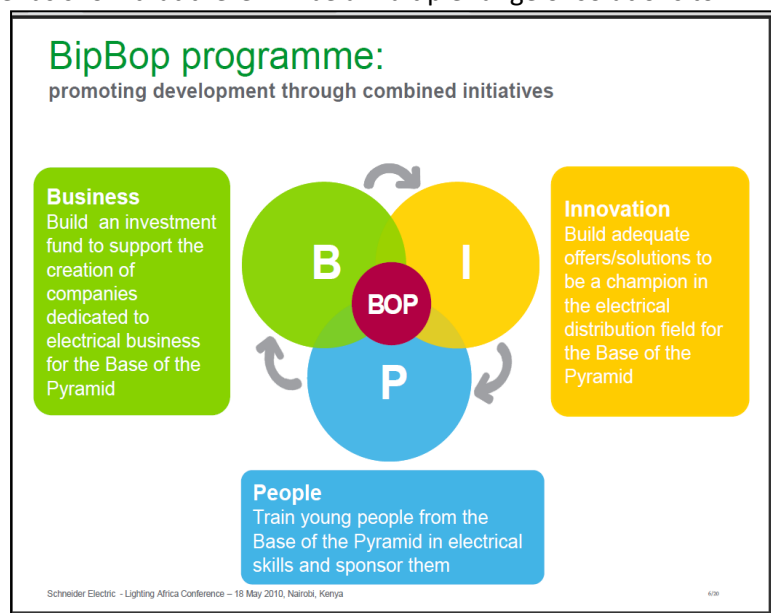 BipBop programme:
promoting development through combined initiatives
Business
Build an investment
fund to support the
creation of
companies
dedicated to
electrical business
for the Base of the
Pyramid
B
I
BOP
P
Innovation
Build adequate
offers/solutions to
be a champion in
the electrical
distribution field for
the Base of the
Pyramid
People
Train young people from the
Base of the Pyramid in electrical
skills and sponsor them
Schneider Electric - Lighting Africa Conference – 18 May 2010, Nairobi, Kenya
6/20